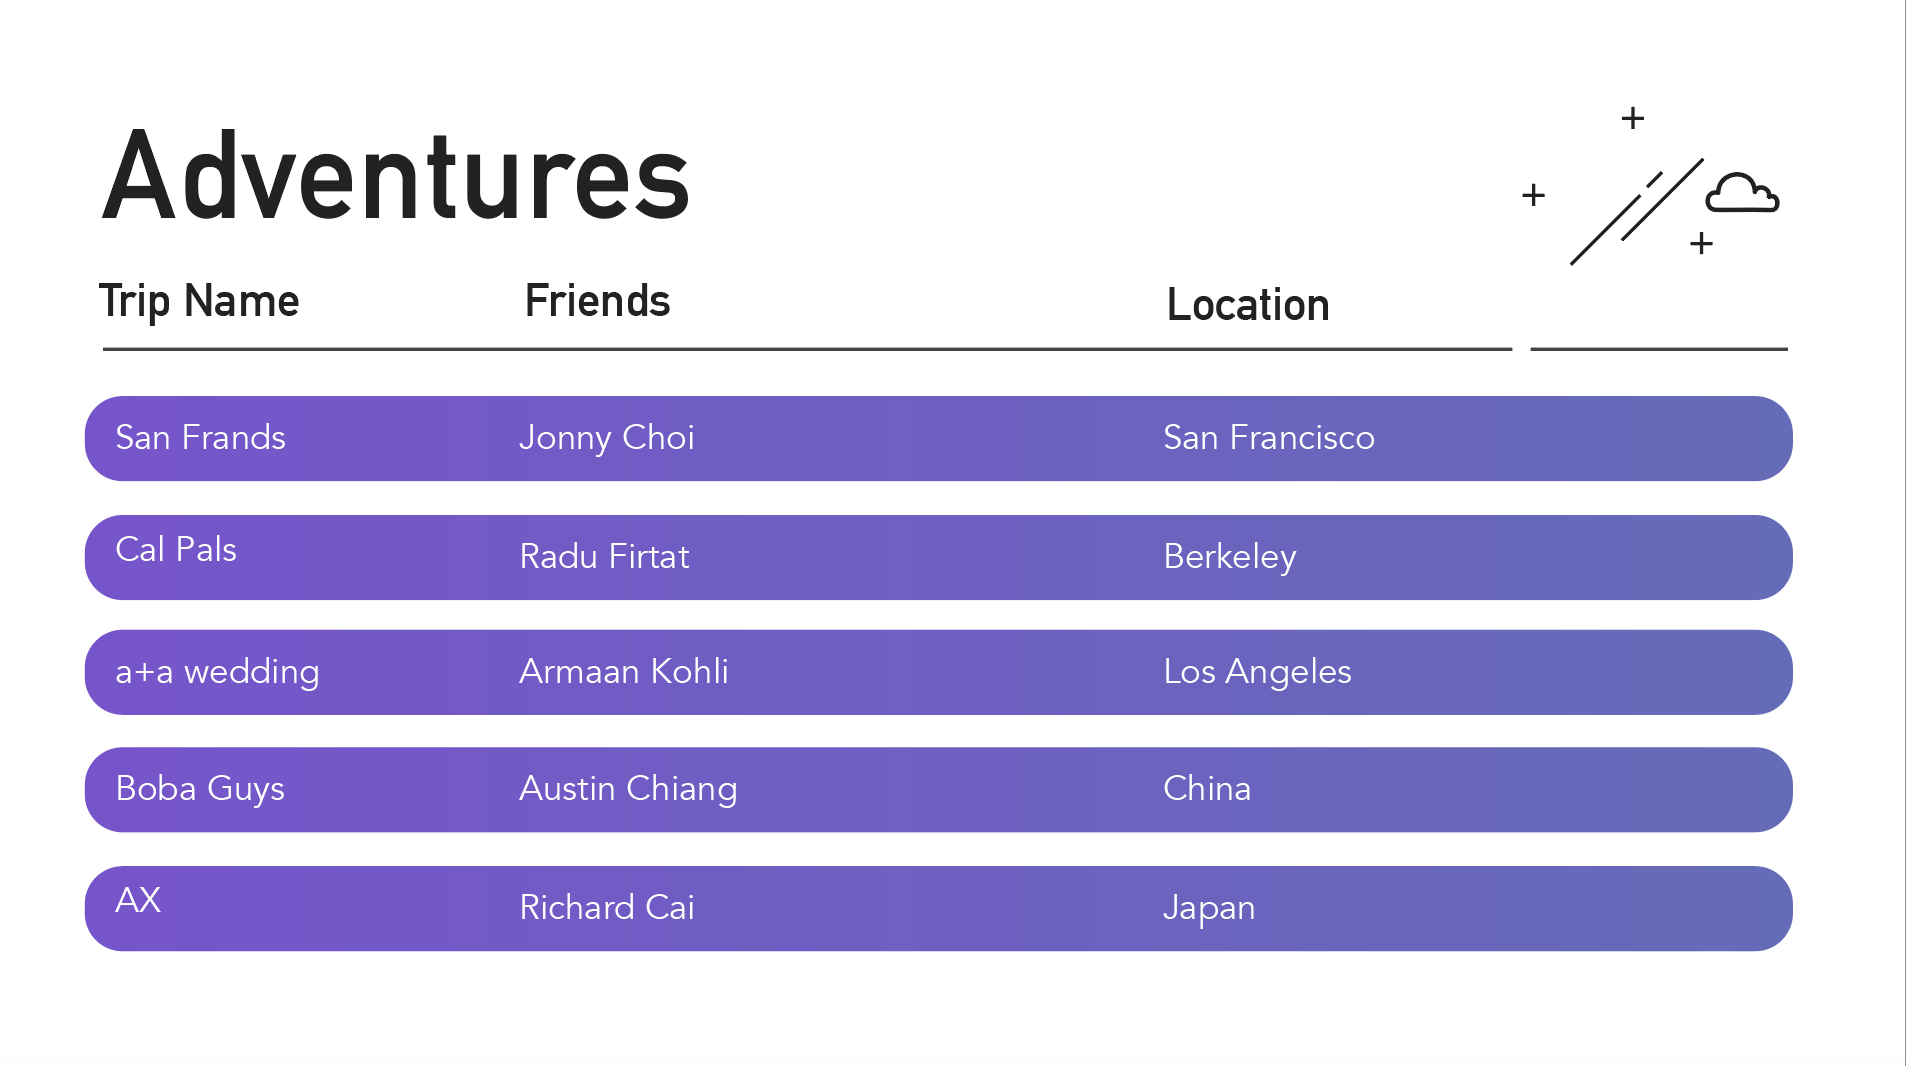 Adventures
Trip Name Friends Location
San Frands Jonny Choi San Francisco
Cal Pals Radu Firtat Berkeley
a+a wedding Armaan Kohli Los Angeles
Boba Guys Austin Chiang China
AX Richard Cai Japan